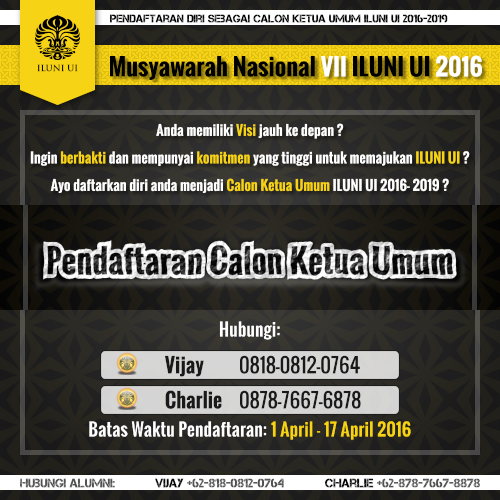 PENDAFTARAN DIRI SEBAGAI CALON KETUA UMUM ILUNI UI 2016-2019
ILUNI UI
Musyawarah Nasional VII ILUNI UI 2016
Anda memiliki Visi jauh ke depan ?
Ingin berbakti dan mempunyai komitmen yang tinggi untuk memajukan ILUNI UI ?
Ayo daftarkan diri anda menjadi Calon Ketua Umum ILUNI UI 2016- 2019 ?
Pendaftaran Calon Ketua Umum
Hubungi:
Vijay 0818-0812-0764
Charlie 0878-7667-6878
Batas Waktu Pendaftaran: 1 April - 17 April 2016
HUBUNGI ALUMNI: VIJAY +62-818-0812-0764 CHARLIE +62-878-7667-8878